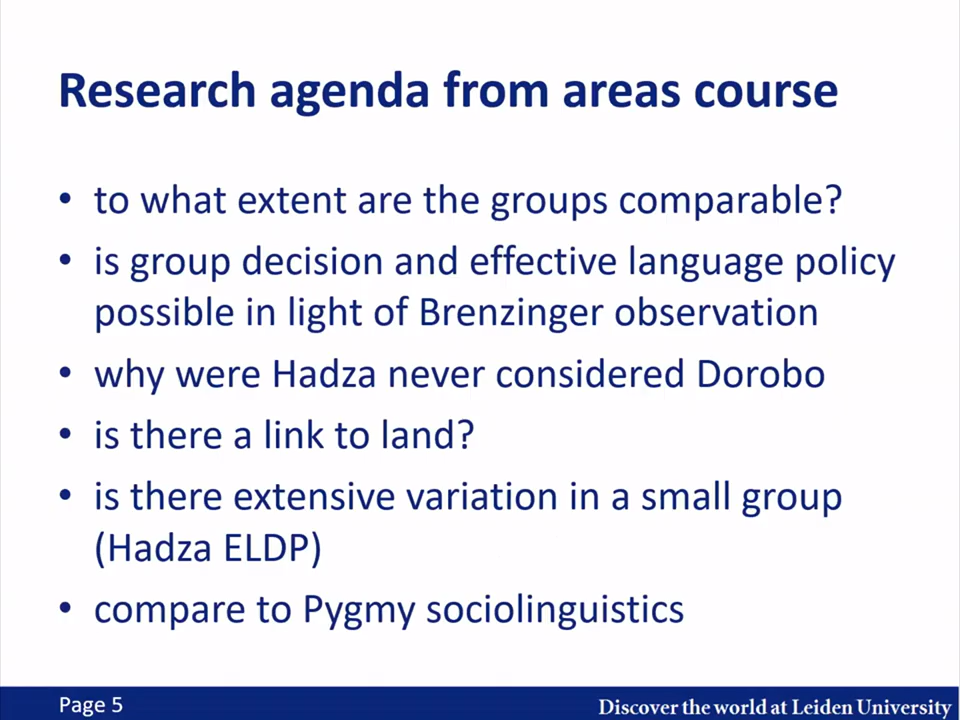 Research agenda from areas course
• to what extent are the groups comparable?
• is group decision and effective language policy
possible in light of Brenzinger observation
• why were Hadza never considered Dorobo
• is there a link to land?
• is there extensive variation in a small group
(Hadza ELDP)
• compare to Pygmy sociolinguistics
Page 5
Discover the world at Leiden University